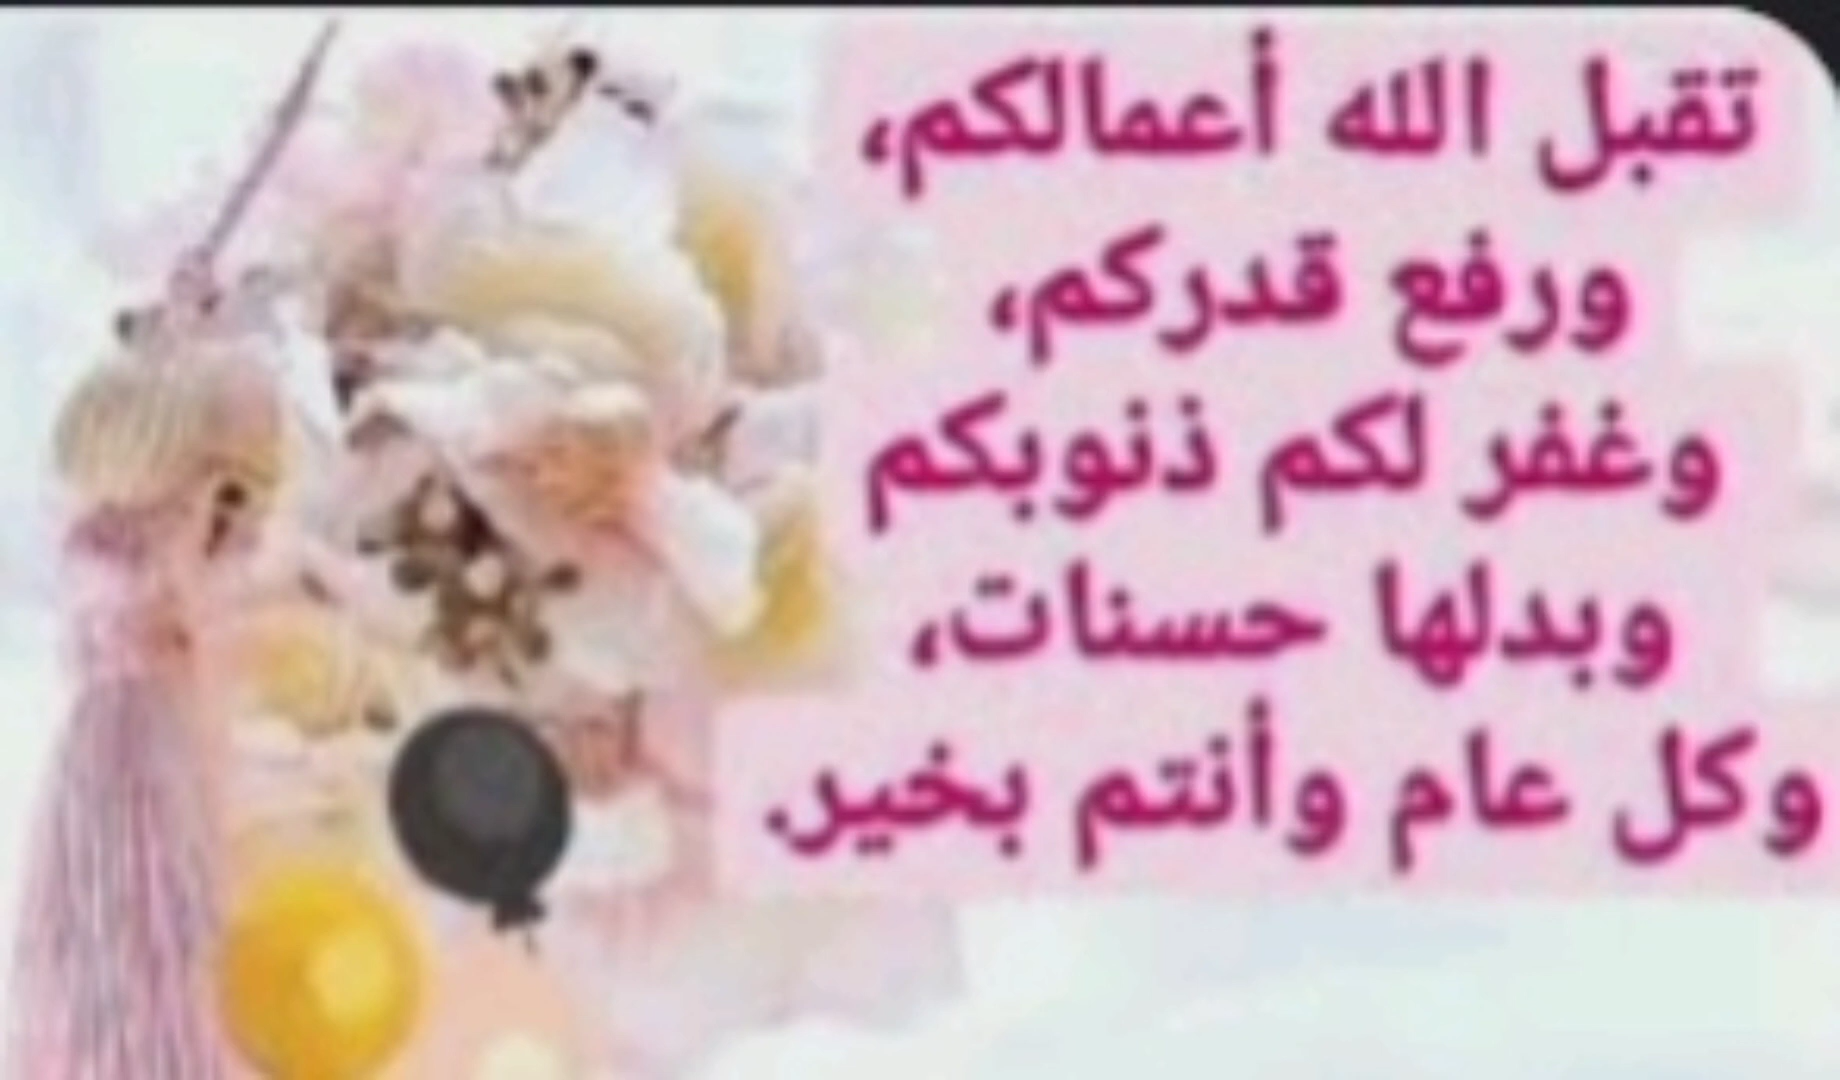 تقبل الله أعمالكم،
ورفع قدركم،
وغفر لكم ذنوبكم
وبدلها حسنات،
وكل عام وأنتم بخير.